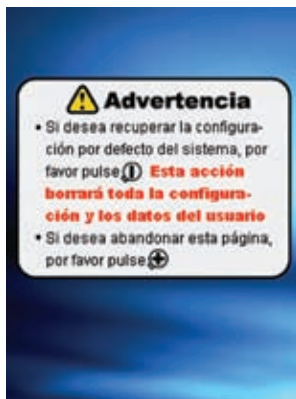 Advertencia
• Si desea recuperar la configura-
ción por defecto del sistema, por
favor pulse Esta acción
borrará toda la configura-
ción y los datos del usuario
• Si desea abandonar esta página,
por favor pulse